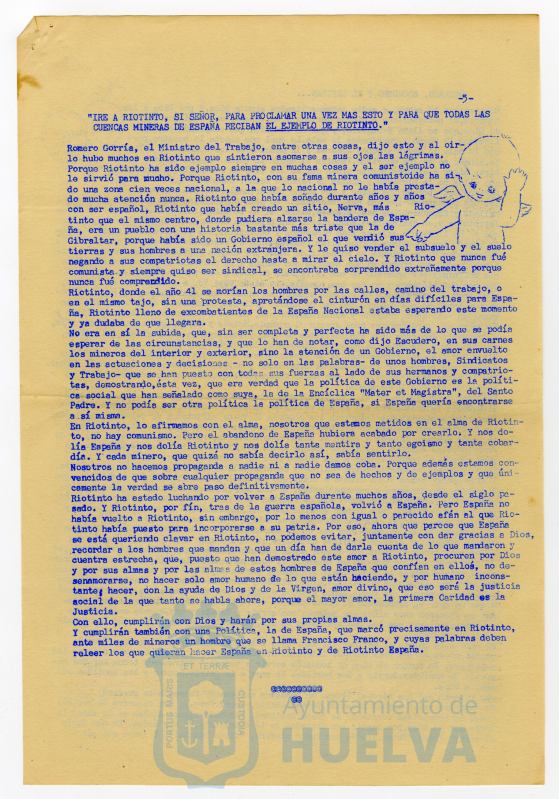 -5-
"IRE A RIOTINTO, SI SEÑOR, PARA PROCLAMAR UNA VEZ MAS ESTO Y PARA QUE TODAS LAS
CUENCAS MINERAS DE ESPAÑA RECIBAN EL EJEMPLO DE RIOTINTO."
Romero Gorría, el Ministro del Trabajo, entre otras cosas, dijo esto y al oir-
lo hubo muchos en Riotinto que sintieron asomarse a sus ojos las lágrimas.
Porque Riotinto ha sido ejemplo siempre en muchas cosas y el ser ejemplo no
le sirvió para mucho. Porque Riotinto, con su fama minera comunistoide ha si-
do una zona cien veces nacional, a la que lo nacional no le había presta-
do mucha atención nunca. Riotinto que había soñado durante años y años
con ser español, Riotinto que había creado un sitio, Nerva, más Rio-
tinto que el mismo centro, donde pudiera alzarse la bandera de Espa-
ña, era un pueblo con una historia bastante más triste que la de
Gibraltar, porque había sido un Gobierno español el que vendió sus
tierras y sus hombres a una nación extranjera. Y le quiso vender el subsuelo y el suelo
negando a sus compatriotas el derecho hasta a mirar el cielo. Y Riotinto que nunca fué
comunista y siempre quiso ser sindical, se encontraba sorprendido extrañamente porque
nunca fué comprendido.
Riotinto, donde el año 41 se morían los hombres por las calles, camino del trabajo, o
en el mismo tajo, sin una protesta, apretándose el cinturón en días difíciles para Espa-
ña, Riotinto lleno de excombatientes de la España Nacional estaba esperando este momento
y ya dudaba de que llegara.
No era en sí la subida, que, sin ser completa y perfecta ha sido más de lo que se podía
esperar de las circunstancias, y que lo han de notar, como dijo Escudero, en sus carnes
los mineros del interior y exterior, sino la atención de un Gobierno, el amor envuelto
en las actuaciones y decisiones - no solo en las palabras- de unos hombres, Sindicatos
y Trabajo- que se han puesto con todas sus fuerzas al lado de sus hermanos y compatrio-
tas, demostrando,ésta vez, que era verdad que la política de este Gobierno es la políti-
ca social que han señalado como suya, la de la Encíclica "Mater et Magistra", del Santo
Padre. Y no podía ser otra política la política de España, si España quería encontrarse
a sí misma.
En Riotinto, lo afirmamos con el alma, nosotros que estamos metidos en el alma de Riotin-
to, no hay comunismo. Pero el abandono de España hubiera acabado por crearlo. Y nos do-
lía España y nos dolía Riotinto y nos dolía tanta mentira y tanto egoismo y tanta cobar-
día. Y cada minero, que quizá no sabía decirlo así, sabía sentirlo.
Nosotros no hacemos propaganda a nadie ni a nadie damos coba. Porque además estamos con-
vencidos de que sobre cualquier propaganda que no sea de hechos y de ejemplos y que úni-
camente la verdad se abre paso definitivamente.
Riotinto ha estado luchando por volver a España durante muchos años, desde el siglo pa-
sado. Y Riotinto, por fín, tras de la guerra española, volvió a España. Pero España no
había vuelto a Riotinto, sin embargo, por lo menos con igual o parecido afán al que Rio-
tinto había puesto para incorporarse a su patria. Por eso, ahora que parece que España
se está queriendo clavar en Riotinto, no podemos evitar, juntamente con dar gracias a Dios,
recordar a los hombres que mandan y que un día han de darle cuenta de lo que mandaron y
cuentra estrecha, que, puesto que han demostrado este amor a Riotinto, procuren por Dios
y por sus almas y por las almas de estos hombres de España que confían en ellos, no de-
senamorarse, no hacer solo amor humano de lo que están haciendo, y por humano incons-
tante; hacer, con la ayuda de Dios y de la Virgen, amor divino, que eso será la justicia
social de la que tanto se habla ahora, porque el mayor amor, la primera Caridad es la
Justicia.
Con ello, cumplirán con Dios y harán por sus propias almas.
Y cumplirán también con una Política, la de España, que marcó precisamente en Riotinto,
ante miles de mineros un hombre que se llama Francisco Franco, y cuyas palabras deben
releer los que quieran hacer España en Riotinto y de Riotinto España.
PORTUS MARIS ET TERRÆ CUSTODIA
Ayuntamiento de
HUELVA